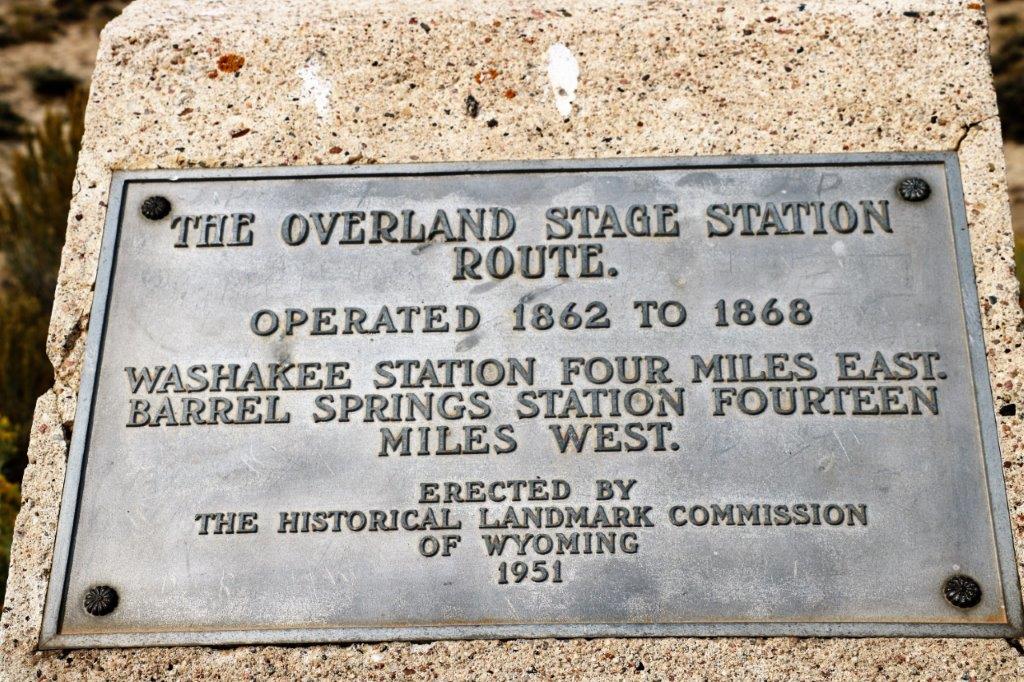 THE OVERLAND STAGE STATION
ROUTE.
OPERATED 1862 TO 1868
WASHAKEE STATION FOUR MILES EAST.
BARREL SPRINGS STATION FOURTEEN
MILES WEST.
ERECTED BY
THE HISTORICAL LANDMARK COMMISSION
OF WYOMING
1951